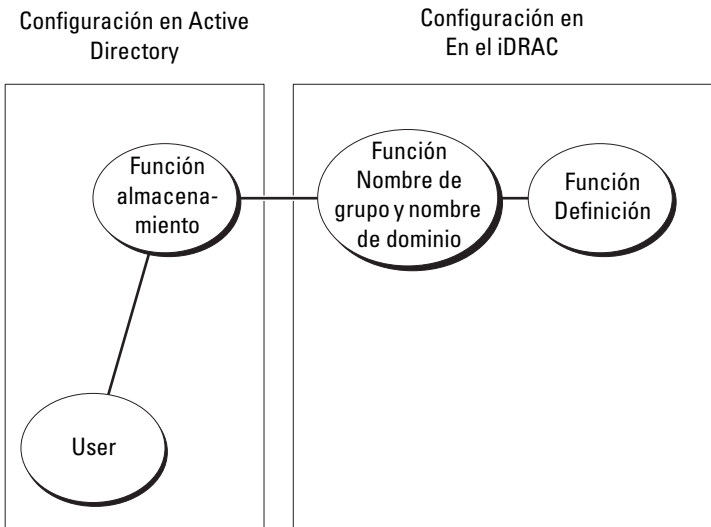 Configuración en Active
Directory
Configuración en
En el iDRAC
Función
almacena-
miento
Función
Nombre de
grupo y nombre
de dominio
Función
Definición
User